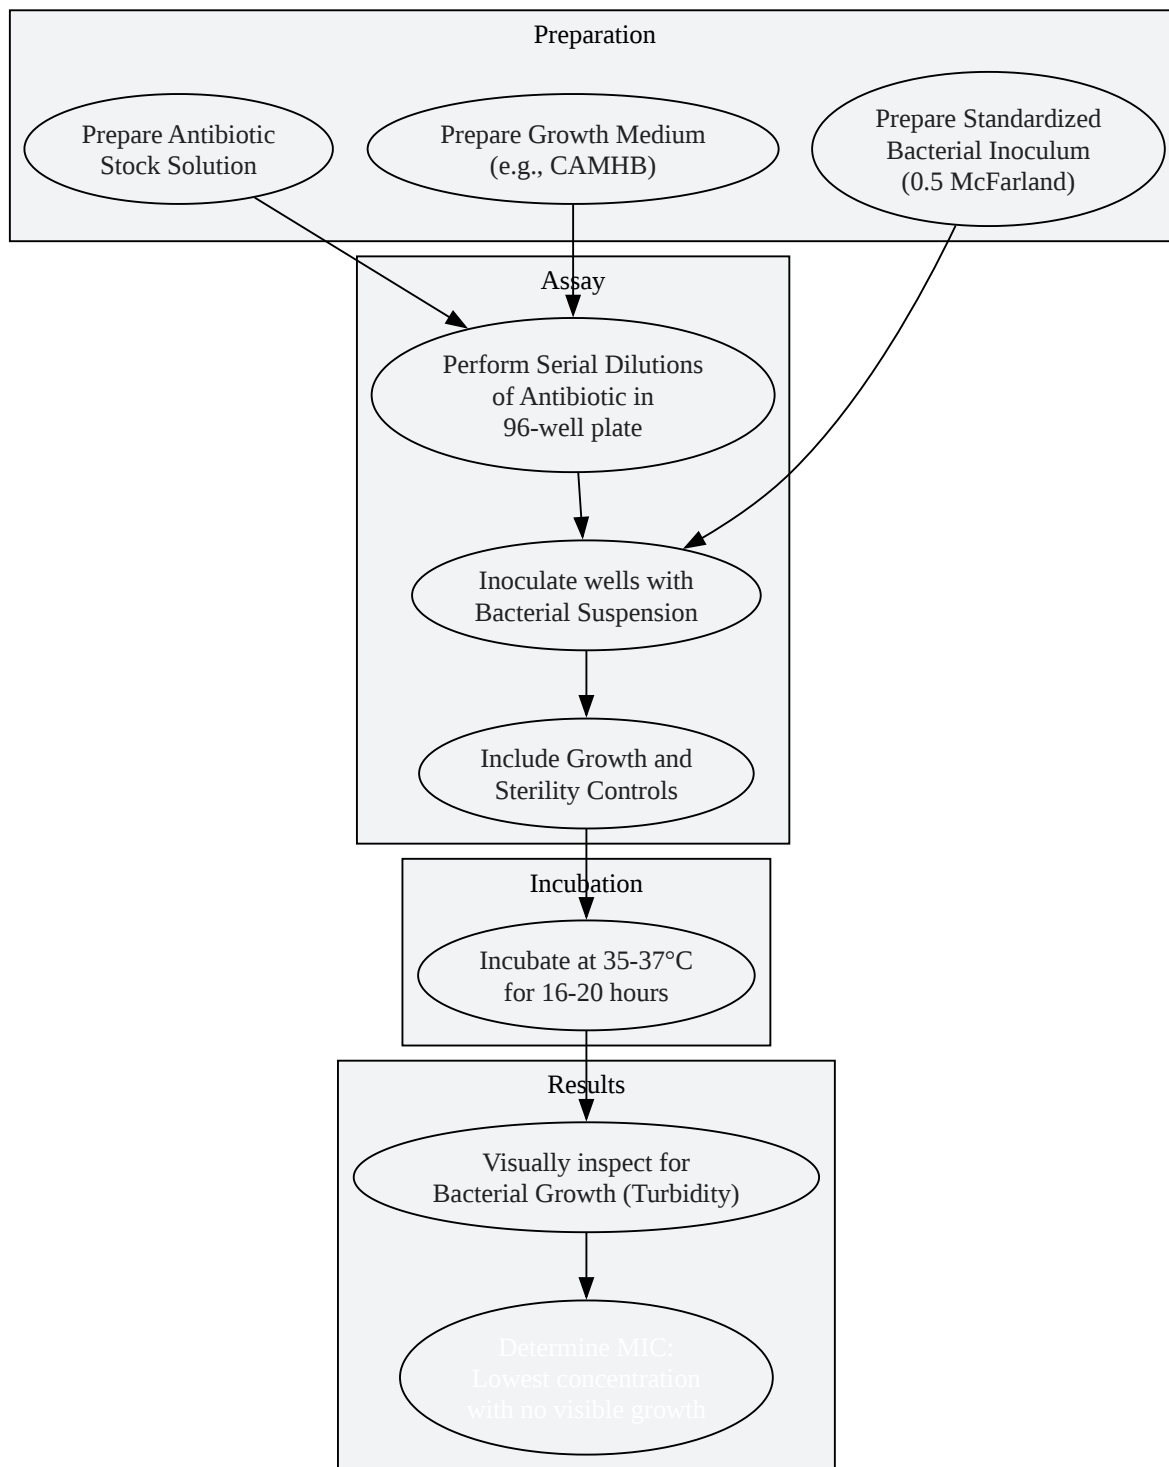 Preparation
Prepare Antibiotic
Stock Solution
Prepare Growth Medium
(e.g., CAMHB)
Prepare Standardized
Bacterial Inoculum
(0.5 McFarland)
Assay
Perform Serial Dilutions
of Antibiotic in
96-well plate
Inoculate wells with
Bacterial Suspension
Include Growth and
Sterility Controls
Incubation
Incubate at 35-37°C
for 16-20 hours
Results
Visually inspect for
Bacterial Growth (Turbidity)
Determine MIC:
Lowest concentration
with no visible growth